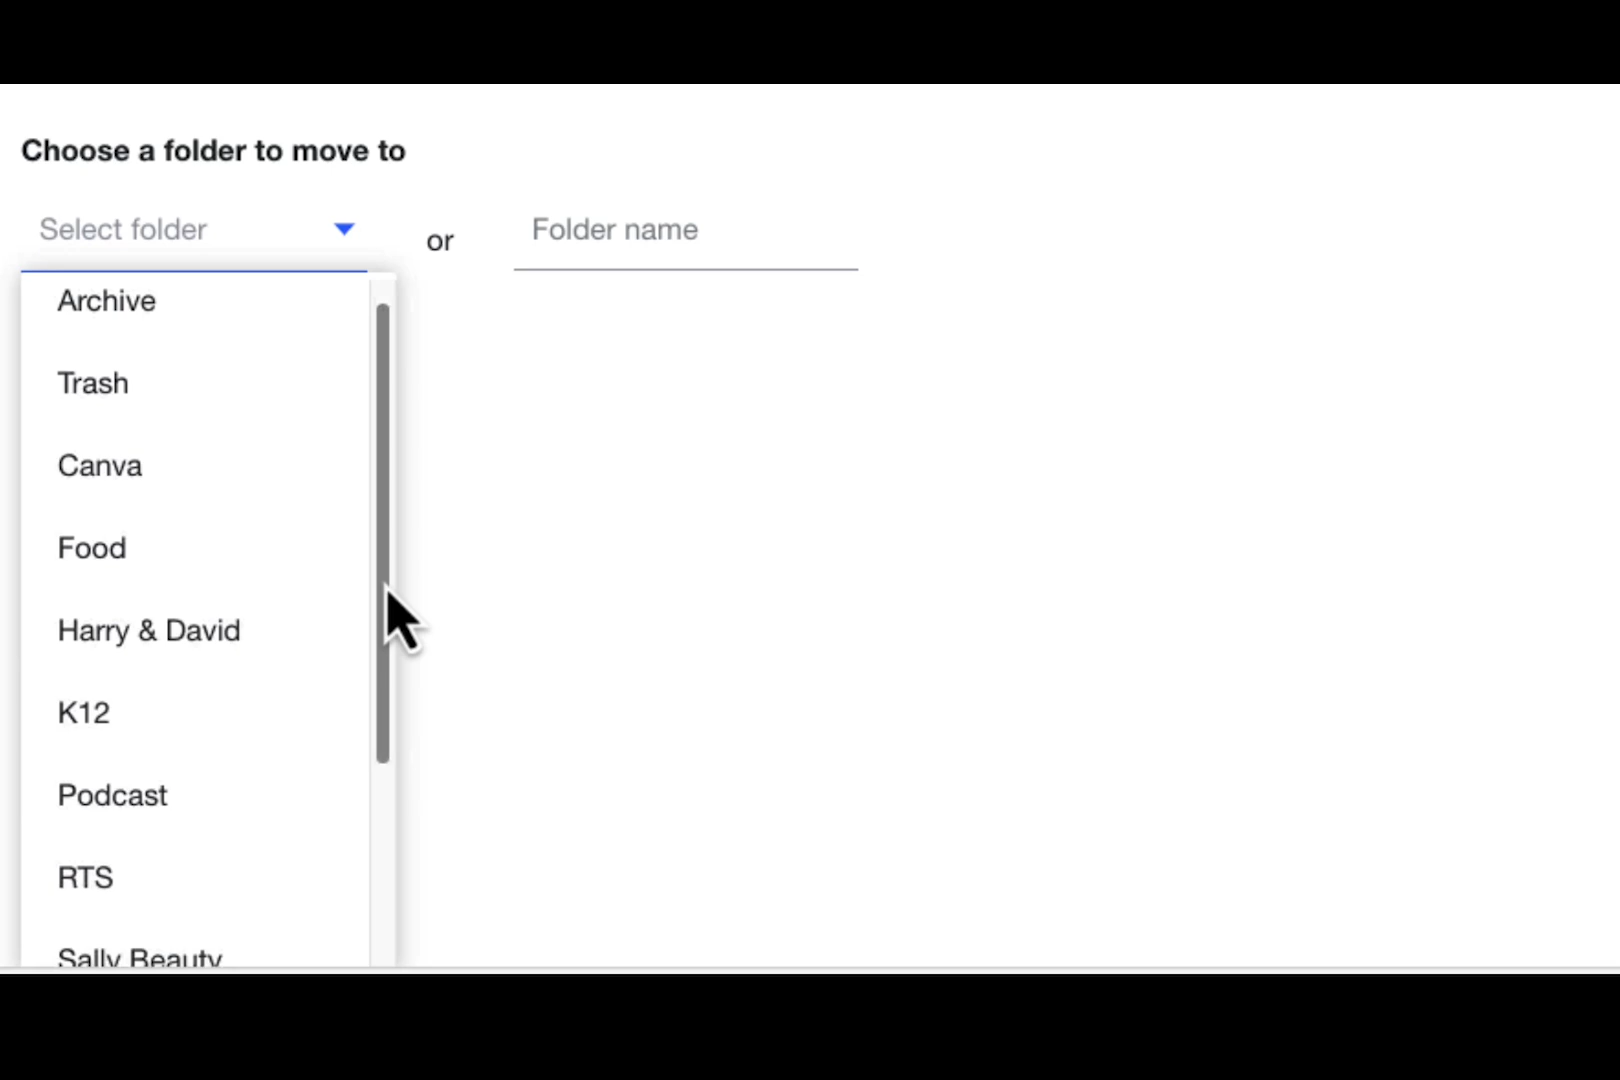 Choose a folder to move to
Select folder
or
Folder name
Archive
Trash
Canva
Food
Harry & David
K12
Podcast
RTS
Sally Beauty